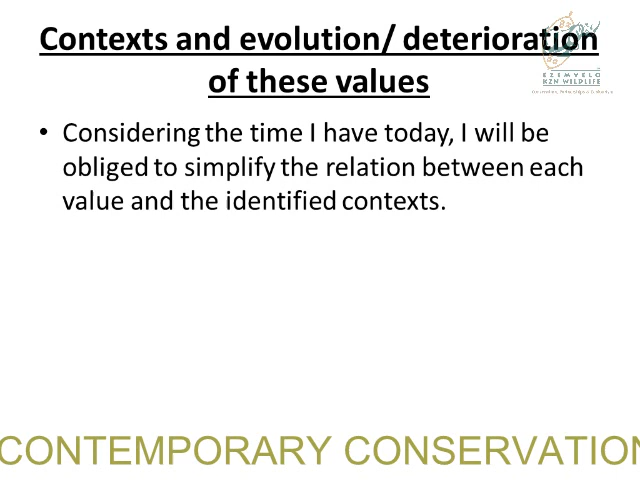 Contexts and evolution/ deterioration
of these values
EZEMVELO
KZN WILDLIFE
• Considering the time I have today, I will be
obliged to simplify the relation between each
value and the identified contexts.
CONTEMPORARY CONSERVATION